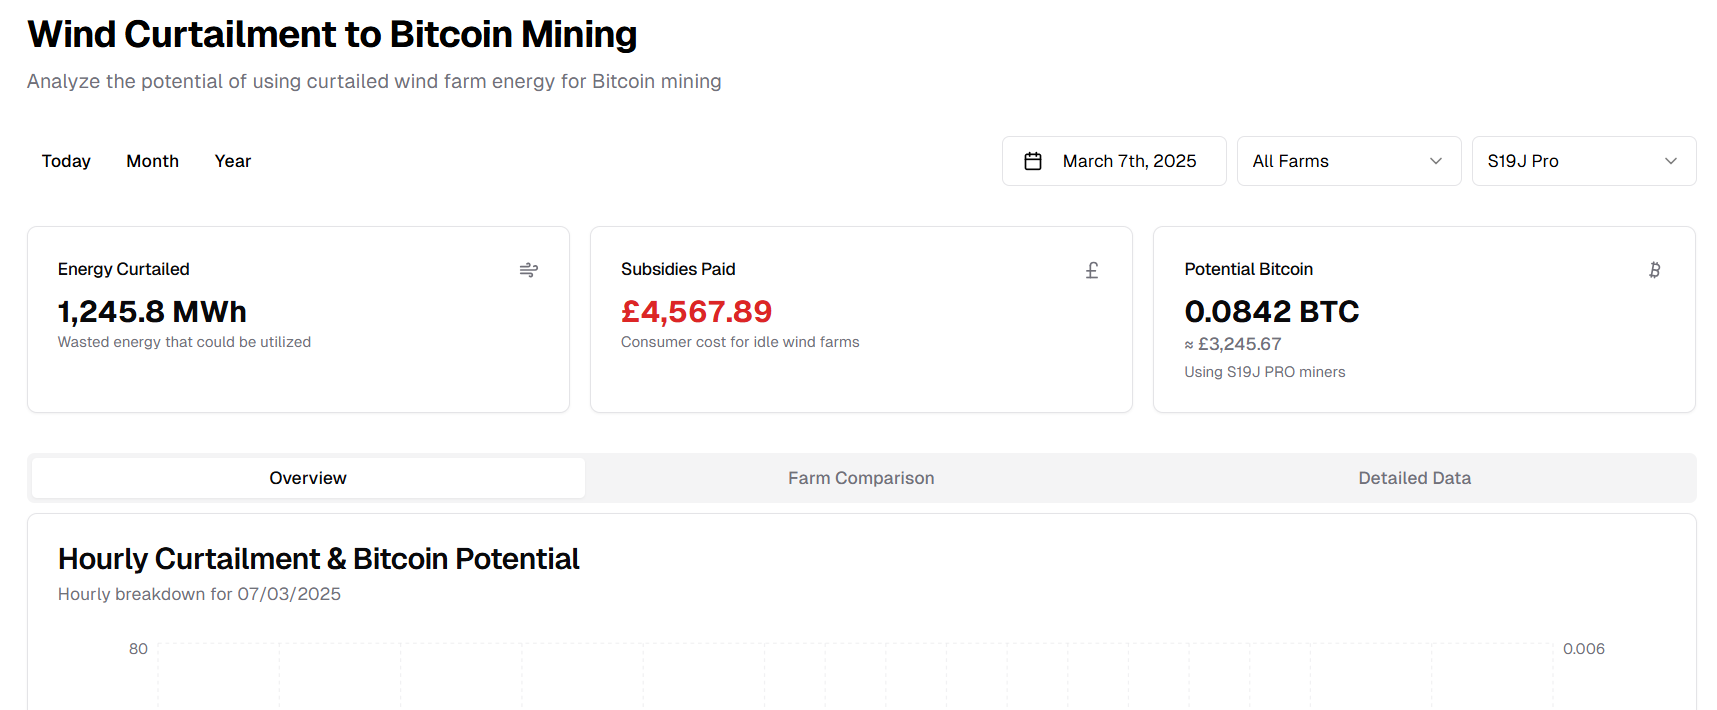 Wind Curtailment to Bitcoin Mining
Analyze the potential of using curtailed wind farm energy for Bitcoin mining
Today Month Year March 7th, 2025 All Farms S19J Pro
Energy Curtailed
1,245.8 MWh
Wasted energy that could be utilized
Subsidies Paid £
£4,567.89
Consumer cost for idle wind farms
Potential Bitcoin
0.0842 BTC
≈ £3,245.67
Using S19J PRO miners
Overview Farm Comparison Detailed Data
Hourly Curtailment & Bitcoin Potential
Hourly breakdown for 07/03/2025
80 0.006